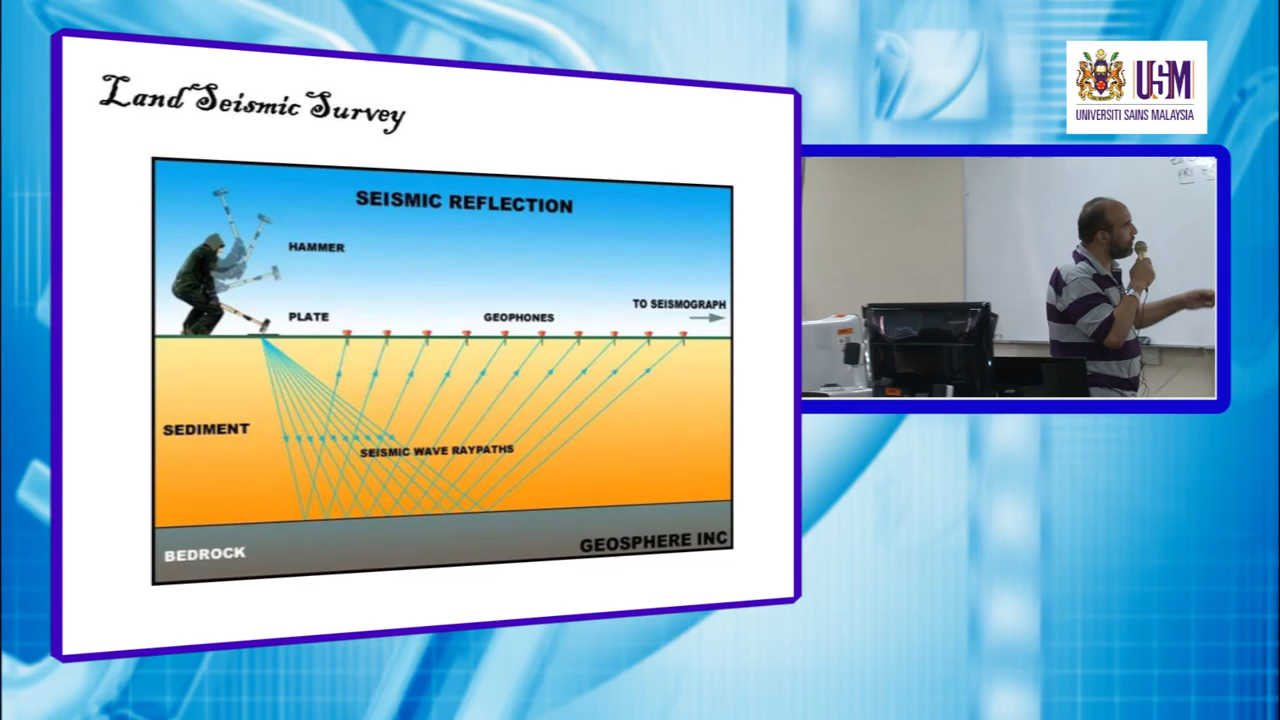 Land Seismic Survey
SEISMIC REFLECTION
HAMMER
PLATE
GEOPHONES
TO SEISMOGRAPH
SEDIMENT
SEISMIC WAVE RAYPATHS
BEDROCK
GEOSPHERE INC
USM
UNIVERSITI SAINS MALAYSIA